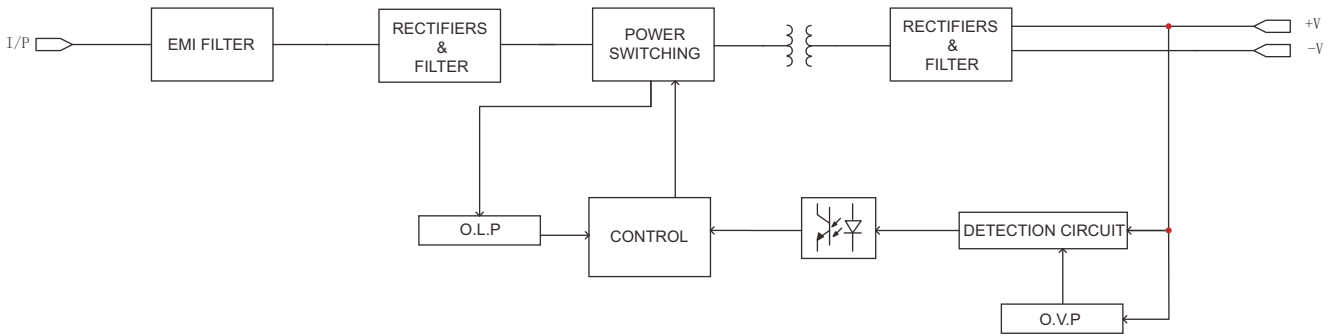 I/P
EMI FILTER
RECTIFIERS
&
FILTER
POWER
SWITCHING
RECTIFIERS
&
FILTER
+V
-V
O.L.P
CONTROL
DETECTION CIRCUIT
O.V.P